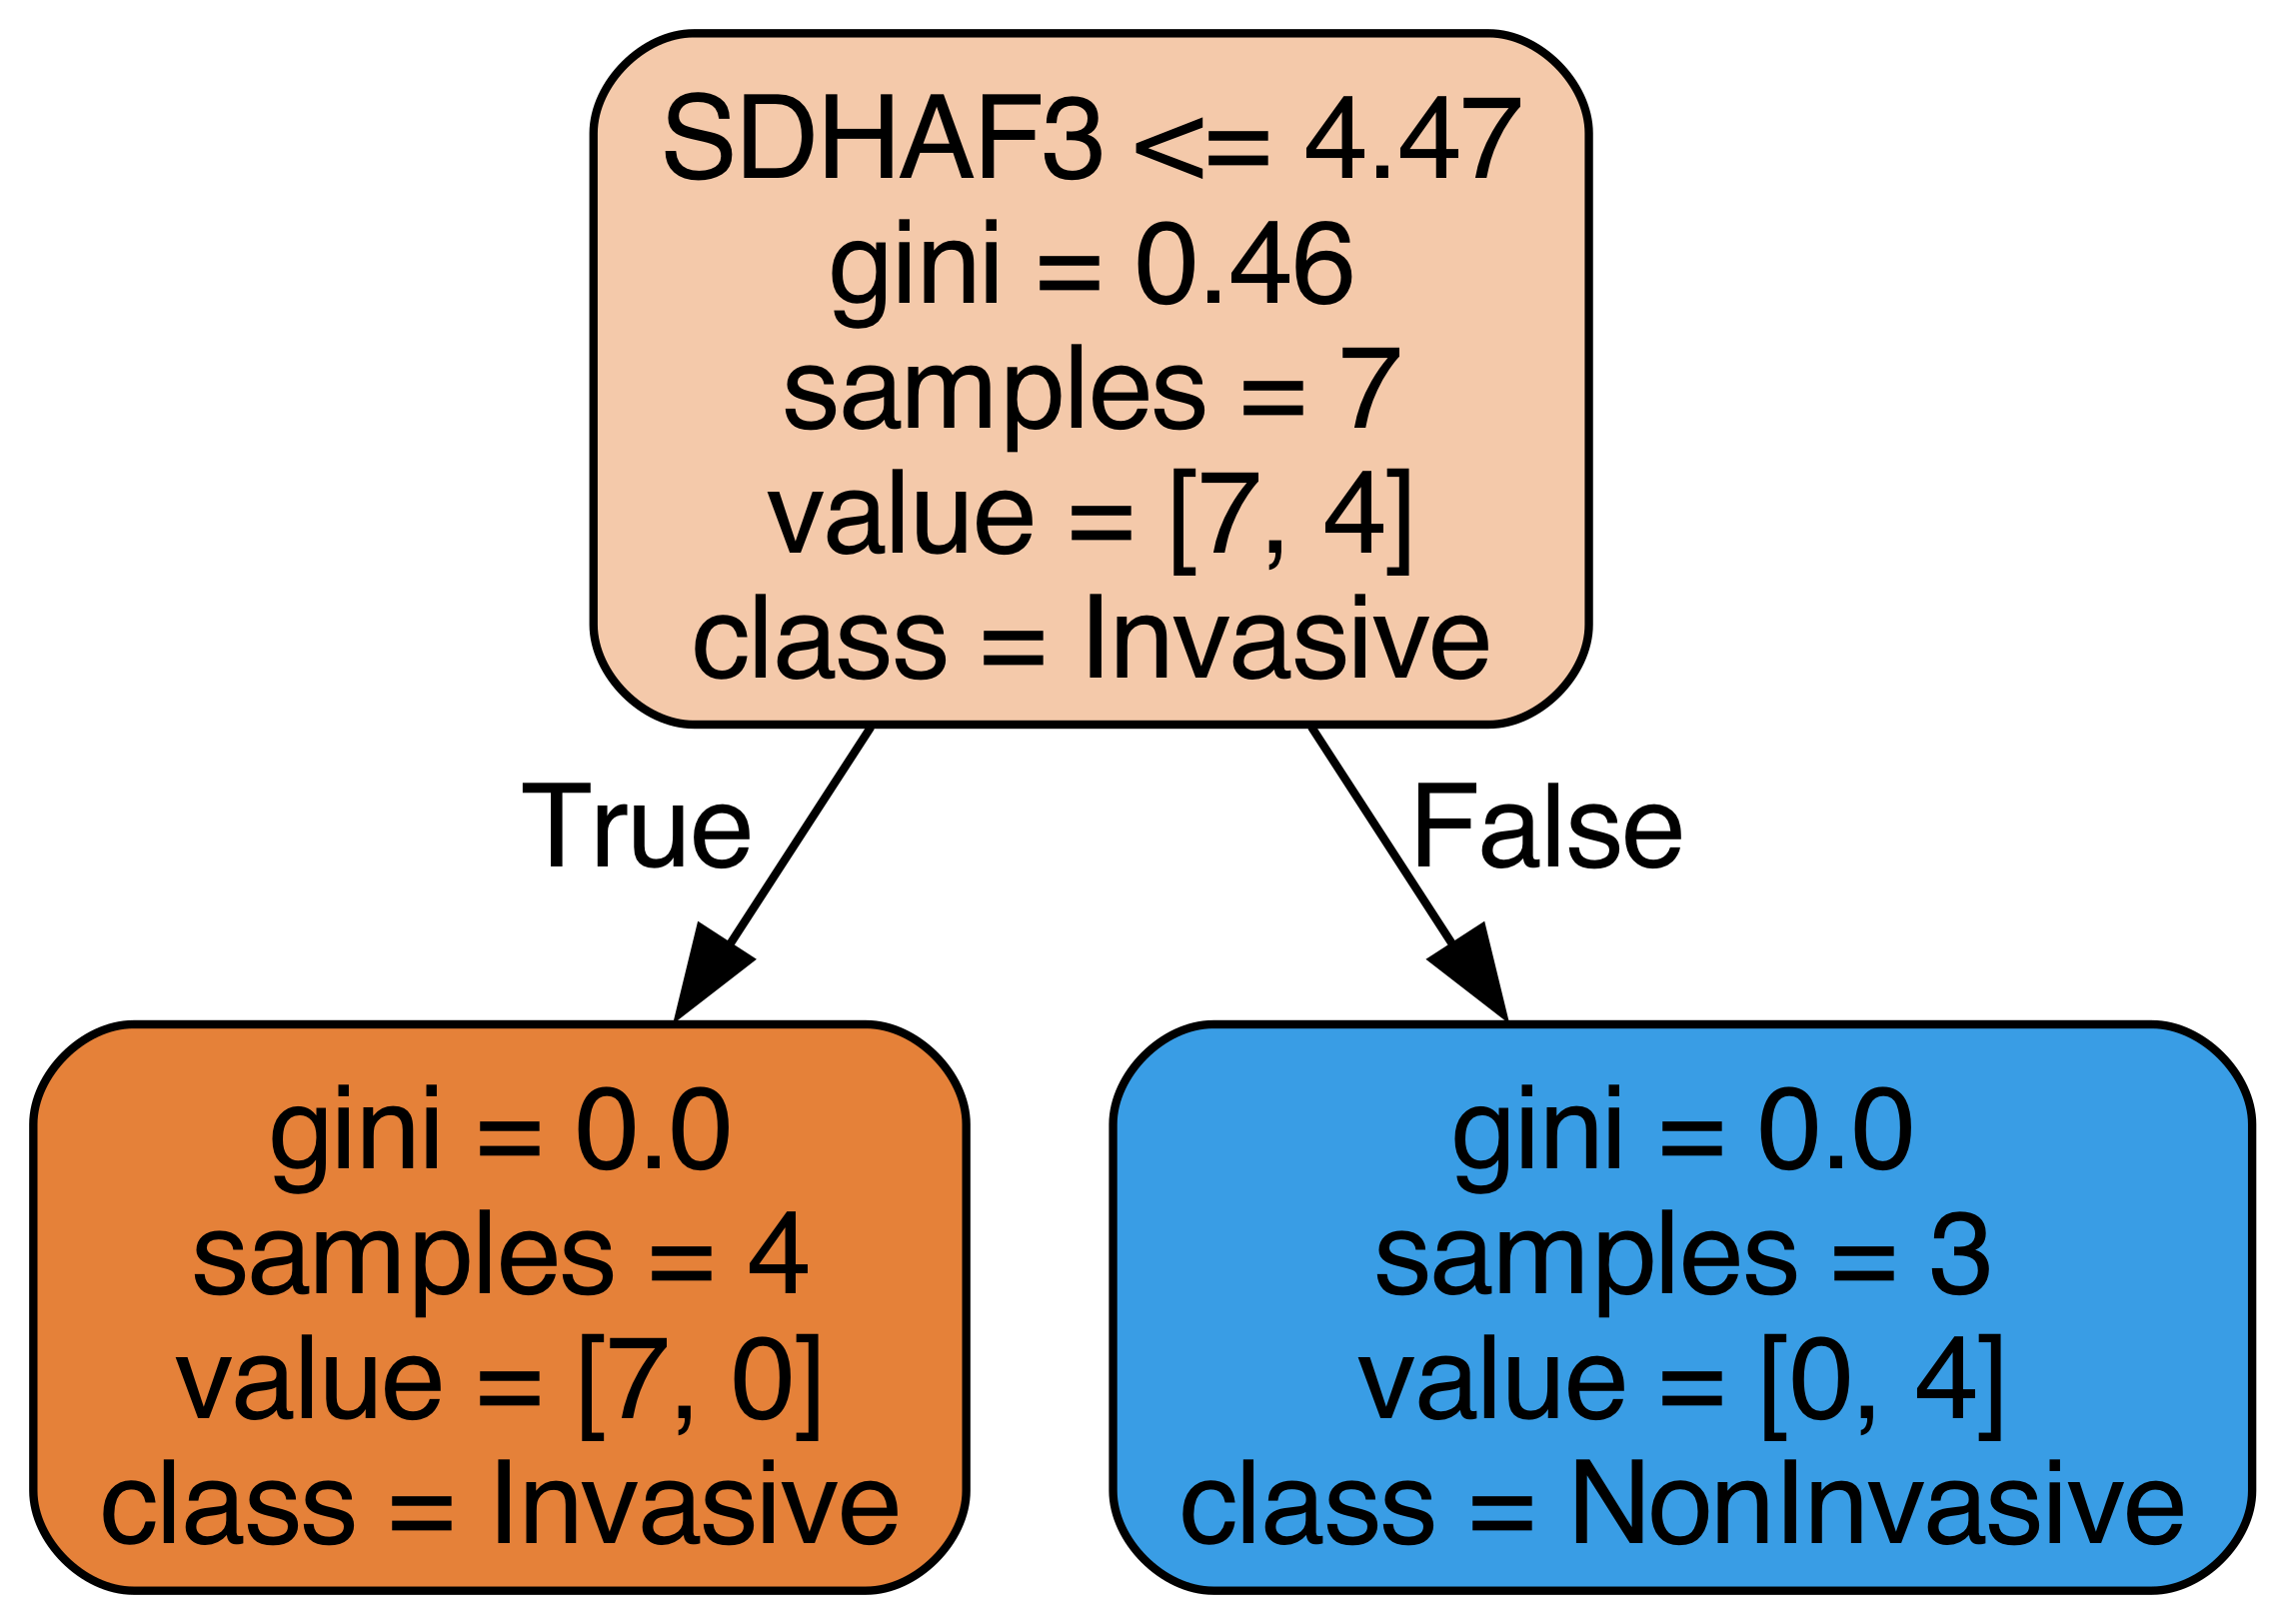 SDHAF3 <= 4.47
gini = 0.46
samples = 7
value = [7, 4]
class = Invasive
True
False
gini = 0.0
samples = 4
value = [7, 0]
class = Invasive
gini = 0.0
samples = 3
value = [0, 4]
class = NonInvasive